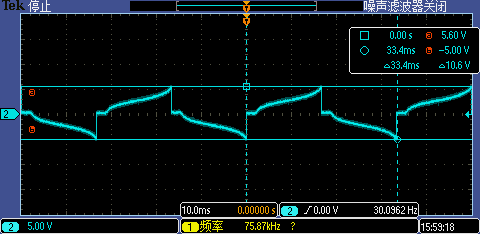 Tek 停止 噪声滤波器关闭
0.00 s 5.60 V
33.4ms −5.00 V
△33.4ms △10.6 V
2
10.0ms 0.00000 s 2 0.00 V 30.0962 Hz
2 5.00 V 1 频率 75.87kHz ? 15:59:18